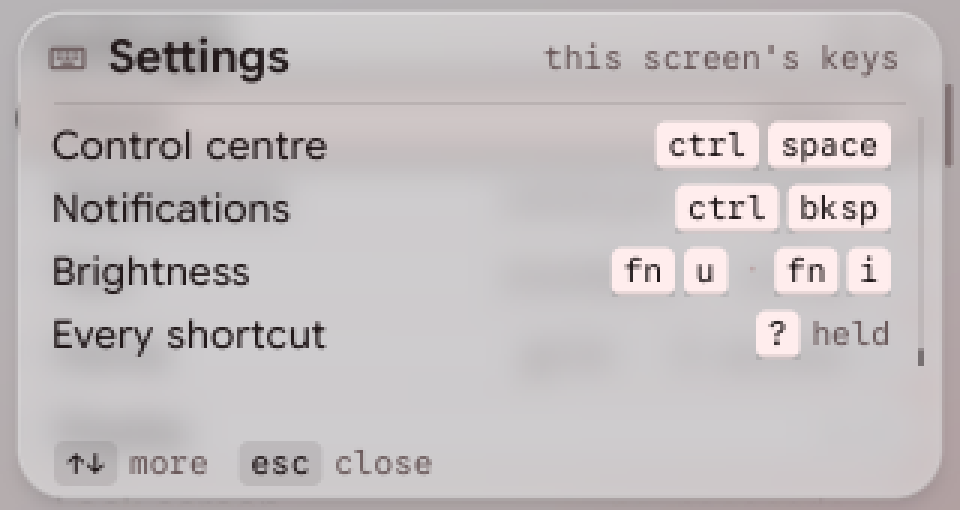 Settings this screen's keys
Control centre ctrl space
Notifications ctrl bksp
Brightness fn u · fn i
Every shortcut ? held
↑↓ more esc close